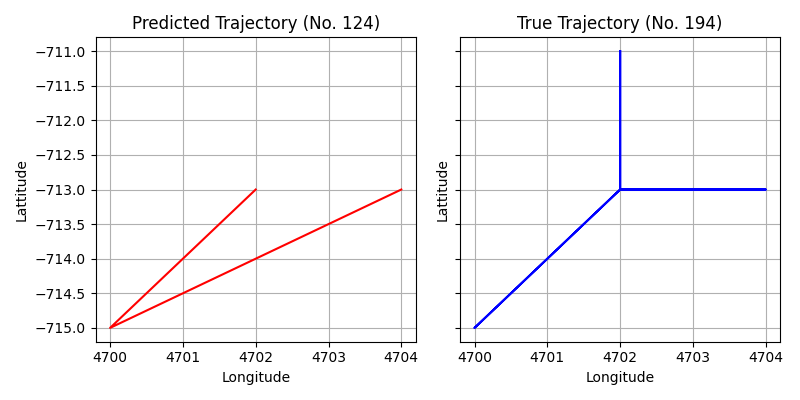 Predicted Trajectory (No. 124)
True Trajectory (No. 194)
−711.0
−711.5
−712.0
−712.5
−713.0
−713.5
−714.0
−714.5
−715.0
Lattitude
Lattitude
4700 4701 4702 4703 4704
4700 4701 4702 4703 4704
Longitude
Longitude